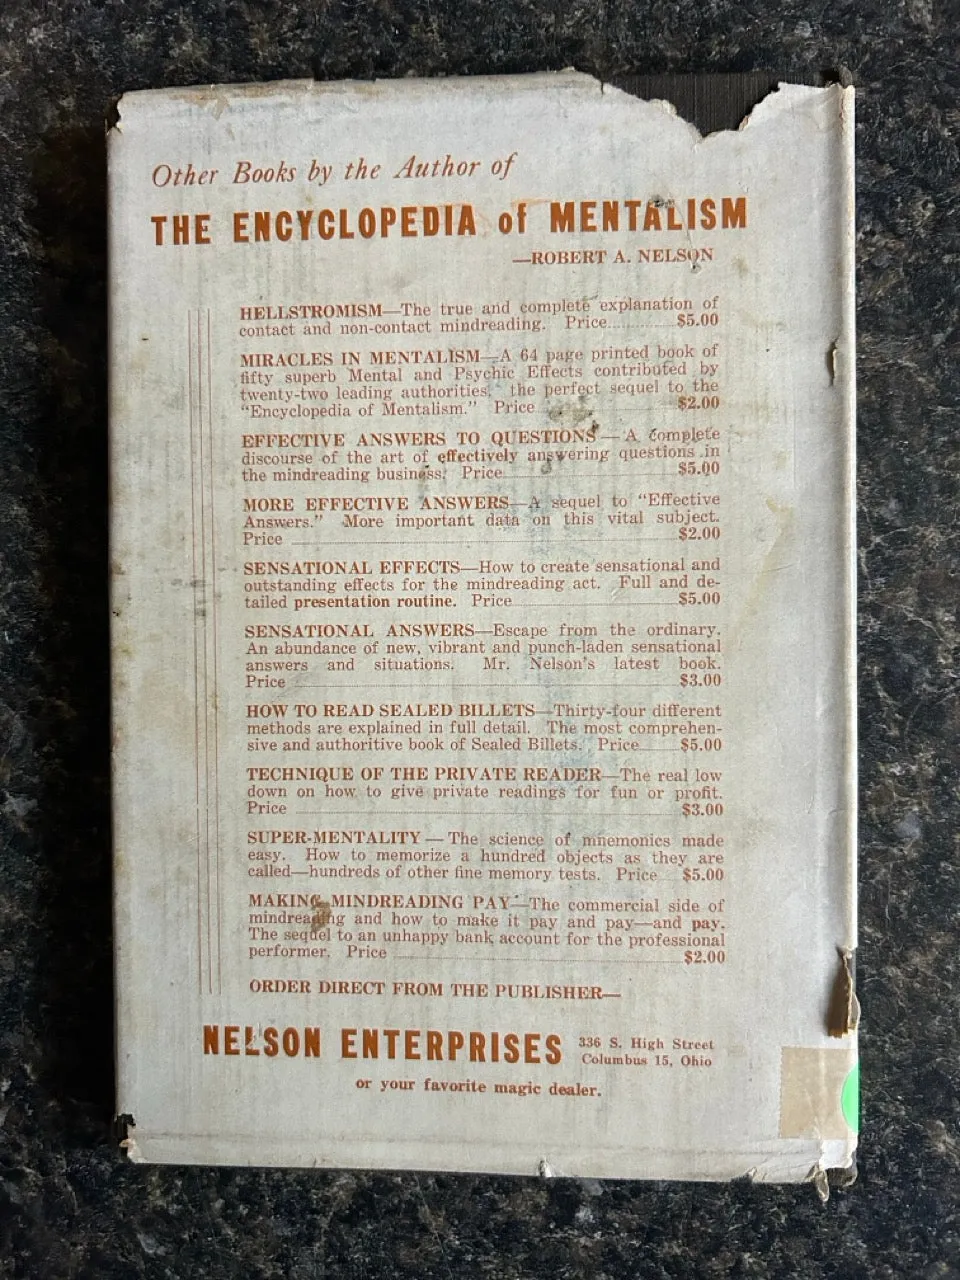 Other Books by the Author of
THE ENCYCLOPEDIA of MENTALISM
—ROBERT A. NELSON
HELLSTROMISM—The true and complete explanation of
contact and non-contact mindreading. Price..............$5.00
MIRACLES IN MENTALISM—A 64 page printed book of
fifty superb Mental and Psychic Effects contributed by
twenty-two leading authorities, the perfect sequel to the
“Encyclopedia of Mentalism.” Price..............$2.00
EFFECTIVE ANSWERS TO QUESTIONS — A complete
discourse of the art of effectively answering questions in
the mindreading business. Price..............$5.00
MORE EFFECTIVE ANSWERS—A sequel to “Effective
Answers.” More important data on this vital subject.
Price..............$2.00
SENSATIONAL EFFECTS—How to create sensational and
outstanding effects for the mindreading act. Full and de-
tailed presentation routine. Price..............$5.00
SENSATIONAL ANSWERS—Escape from the ordinary.
An abundance of new, vibrant and punch-laden sensational
answers and situations. Mr. Nelson's latest book.
Price..............$3.00
HOW TO READ SEALED BILLETS—Thirty-four different
methods are explained in full detail. The most comprehen-
sive and authoritive book of Sealed Billets. Price........$5.00
TECHNIQUE OF THE PRIVATE READER—The real low
down on how to give private readings for fun or profit.
Price..............$3.00
SUPER-MENTALITY — The science of mnemonics made
easy. How to memorize a hundred objects as they are
called—hundreds of other fine memory tests. Price....$5.00
MAKING MINDREADING PAY—The commercial side of
mindreading and how to make it pay and pay—and pay.
The sequel to an unhappy bank account for the professional
performer. Price..............$2.00
ORDER DIRECT FROM THE PUBLISHER—
NELSON ENTERPRISES 336 S. High Street
Columbus 15, Ohio
or your favorite magic dealer.